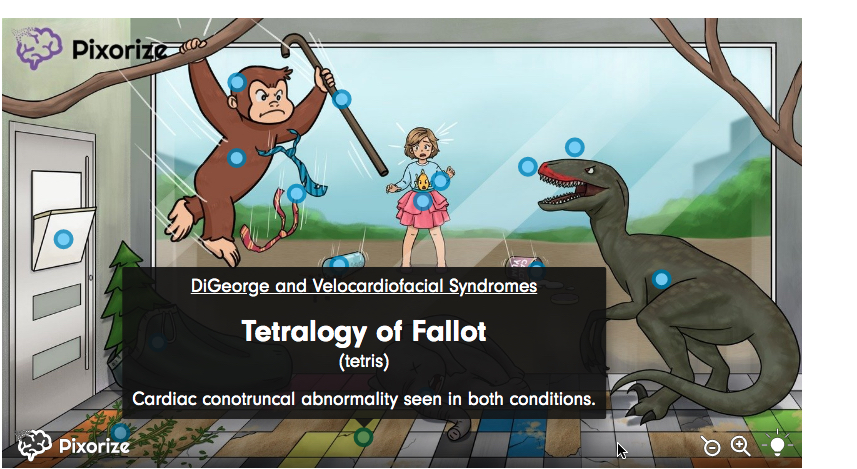 Pixorize
DiGeorge and Velocardiofacial Syndromes
Tetralogy of Fallot
(tetris)
Cardiac conotruncal abnormality seen in both conditions.
Pixorize